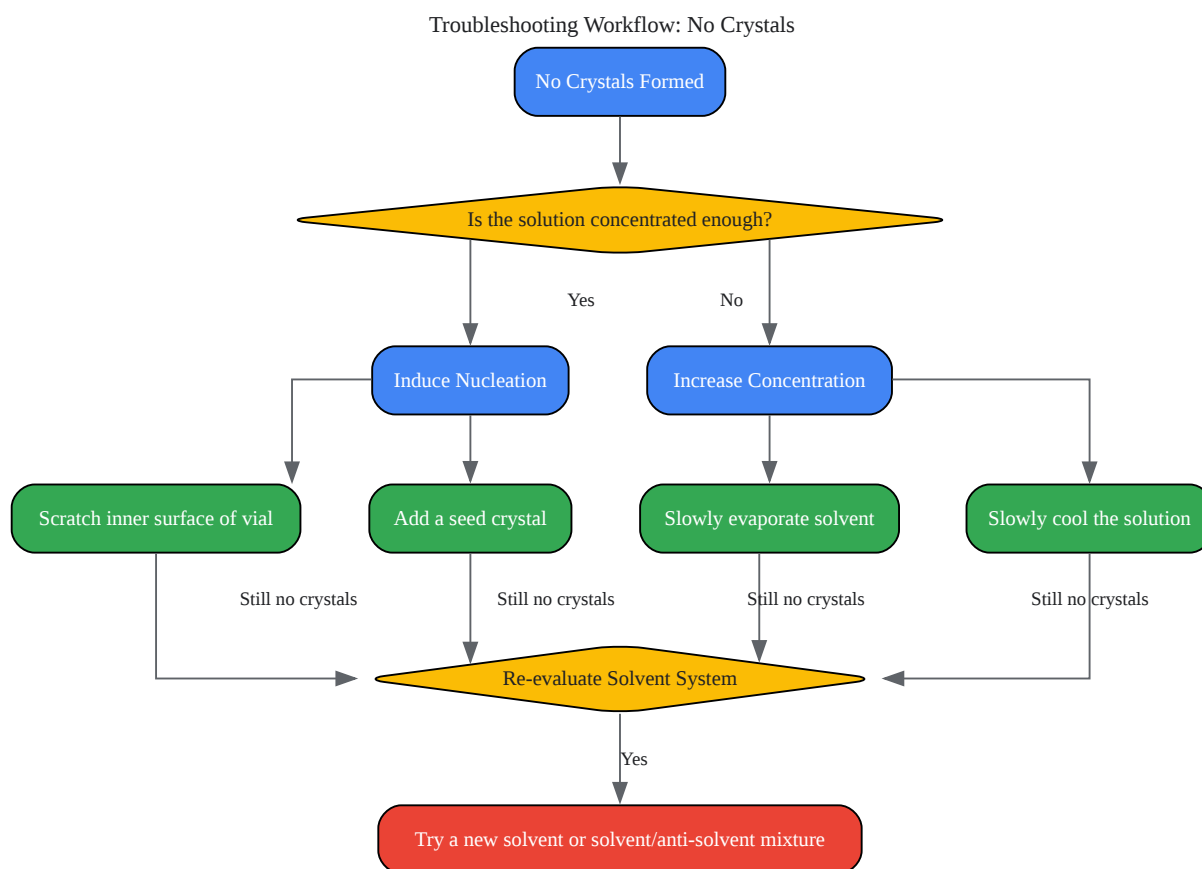 Troubleshooting Workflow: No Crystals
No Crystals Formed
Is the solution concentrated enough?
Yes
No
Induce Nucleation
Increase Concentration
Scratch inner surface of vial
Add a seed crystal
Slowly evaporate solvent
Slowly cool the solution
Still no crystals
Still no crystals
Still no crystals
Still no crystals
Re-evaluate Solvent System
Yes
Try a new solvent or solvent/anti-solvent mixture